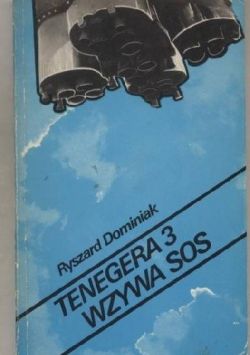 Ryszard Dominiak
TENEGERA 3
WZYWA SOS